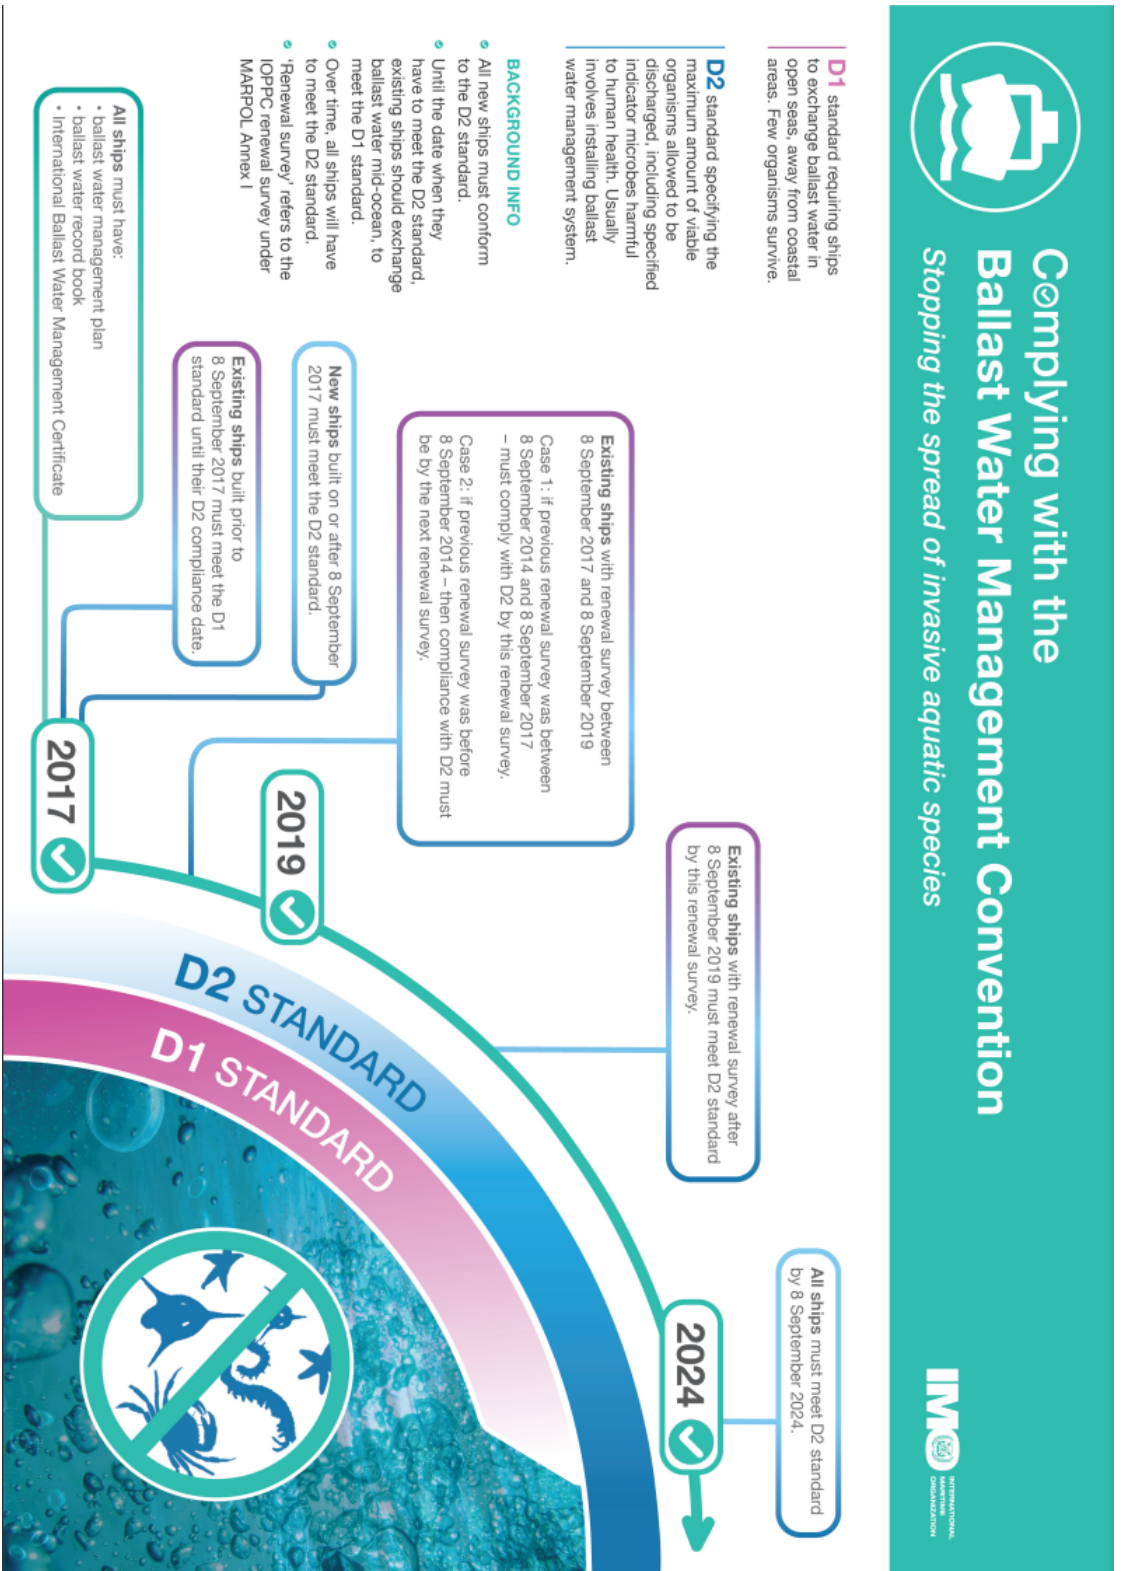 Complying with the
Ballast Water Management Convention
Stopping the spread of invasive aquatic species
IMO
INTERNATIONAL
MARITIME
ORGANIZATION
D1 standard requiring ships
to exchange ballast water in
open seas, away from coastal
areas. Few organisms survive.
D2 standard specifying the
maximum amount of viable
organisms allowed to be
discharged, including specified
indicator microbes harmful
to human health. Usually
involves installing ballast
water management system.
BACKGROUND INFO
All new ships must conform
to the D2 standard.
Until the date when they
have to meet the D2 standard,
existing ships should exchange
ballast water mid-ocean, to
meet the D1 standard.
Over time, all ships will have
to meet the D2 standard.
'Renewal survey' refers to the
IOPPC renewal survey under
MARPOL Annex I
All ships must have:
• ballast water management plan
• ballast water record book
• International Ballast Water Management Certificate
Existing ships built prior to
8 September 2017 must meet the D1
standard until their D2 compliance date.
New ships built on or after 8 September
2017 must meet the D2 standard.
Existing ships with renewal survey between
8 September 2017 and 8 September 2019
Case 1: if previous renewal survey was between
8 September 2014 and 8 September 2017
– must comply with D2 by this renewal survey.
Case 2: if previous renewal survey was before
8 September 2014 – then compliance with D2 must
be by the next renewal survey.
Existing ships with renewal survey after
8 September 2019 must meet D2 standard
by this renewal survey.
All ships must meet D2 standard
by 8 September 2024.
2017
2019
2024
D2 STANDARD
D1 STANDARD